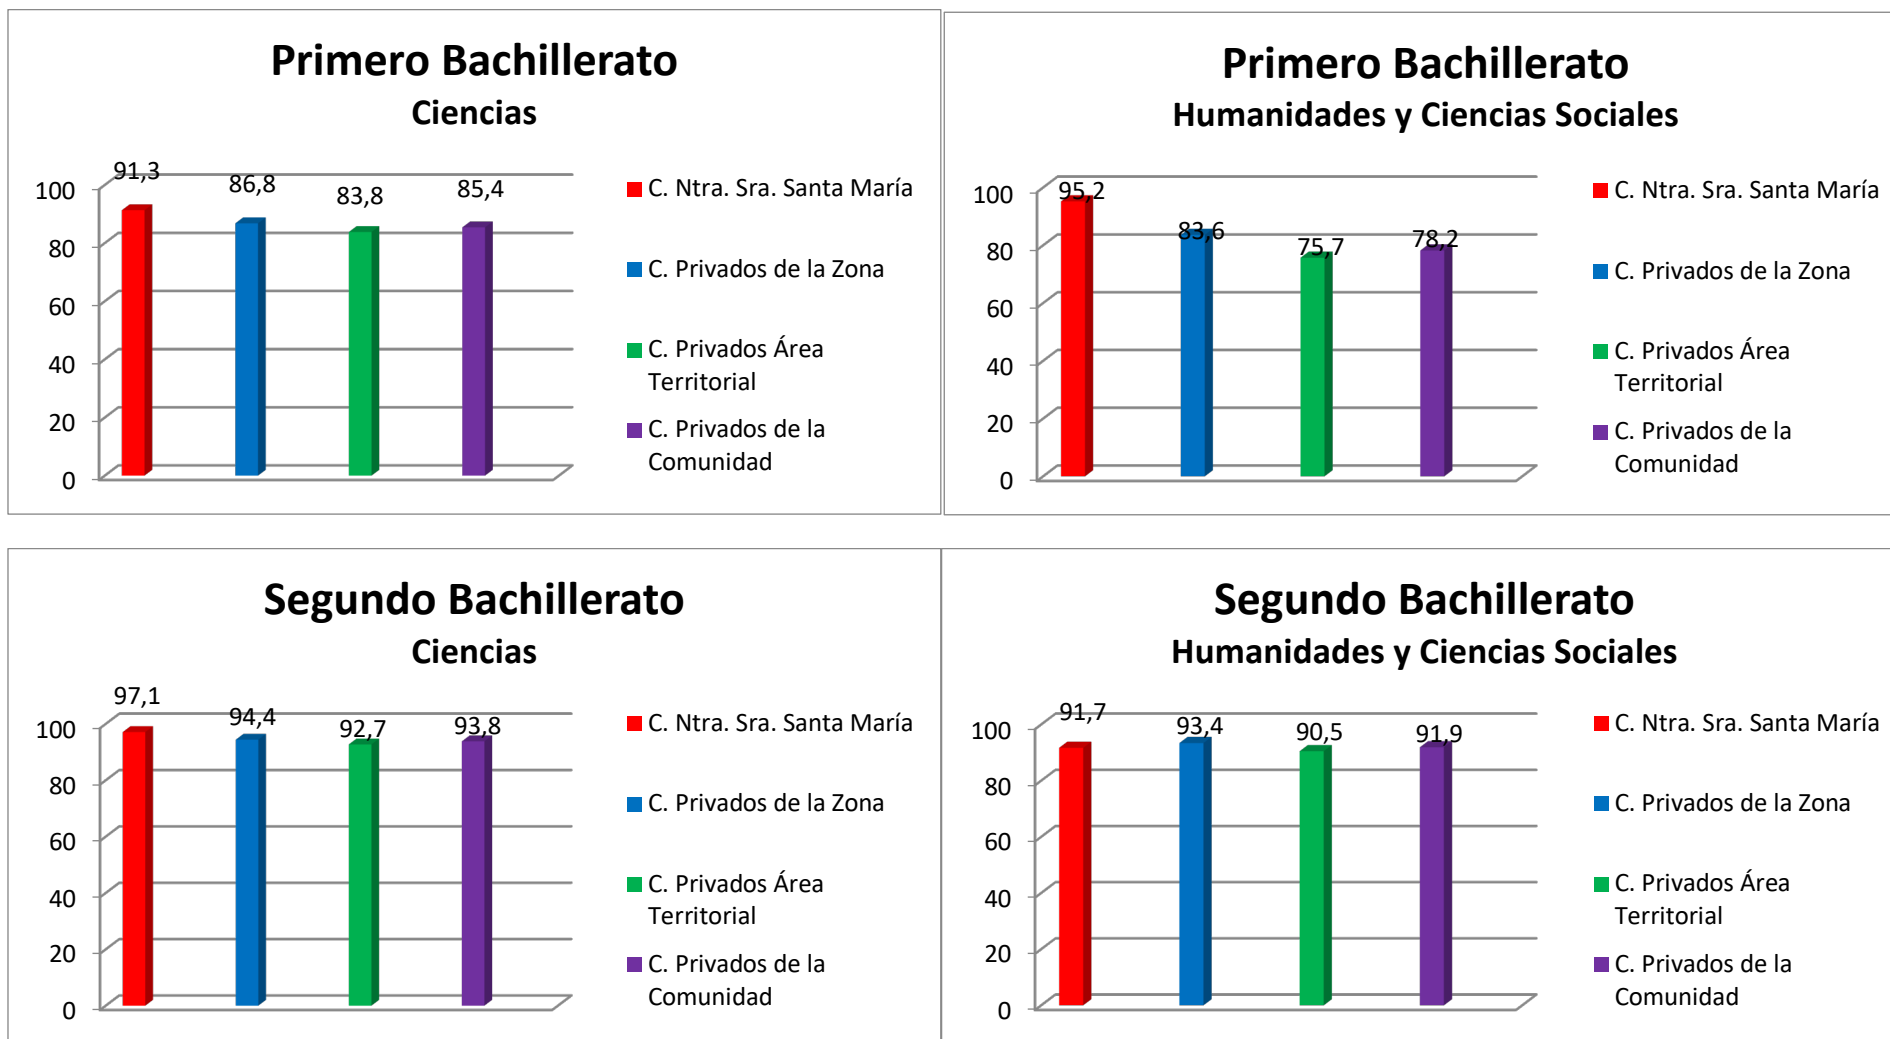 Primero Bachillerato
Ciencias
91,3
86,8
83,8
85,4
100
80
60
40
20
0
C. Ntra. Sra. Santa María
C. Privados de la Zona
C. Privados Área
Territorial
C. Privados de la
Comunidad
Primero Bachillerato
Humanidades y Ciencias Sociales
95,2
83,6
75,7
78,2
100
80
60
40
20
0
C. Ntra. Sra. Santa María
C. Privados de la Zona
C. Privados Área
Territorial
C. Privados de la
Comunidad
Segundo Bachillerato
Ciencias
97,1
94,4
92,7
93,8
100
80
60
40
20
0
C. Ntra. Sra. Santa María
C. Privados de la Zona
C. Privados Área
Territorial
C. Privados de la
Comunidad
Segundo Bachillerato
Humanidades y Ciencias Sociales
91,7
93,4
90,5
91,9
100
80
60
40
20
0
C. Ntra. Sra. Santa María
C. Privados de la Zona
C. Privados Área
Territorial
C. Privados de la
Comunidad